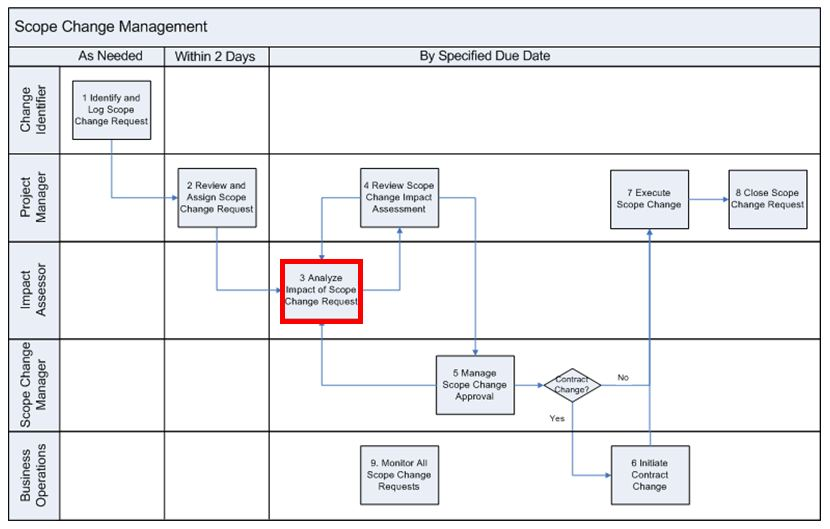 Scope Change Management
As Needed
Within 2 Days
By Specified Due Date
Change
Identifier
1 Identify and
Log Scope
Change Request
Project
Manager
2 Review and
Assign Scope
Change Request
4 Review Scope
Change Impact
Assessment
7 Execute
Scope Change
8 Close Scope
Change Request
Impact
Assessor
3 Analyze
Impact of Scope
Change Request
Scope Change
Manager
5 Manage
Scope Change
Approval
Contract
Change?
No
Yes
Business
Operations
9. Monitor All
Scope Change
Requests
6 Initiate
Contract
Change